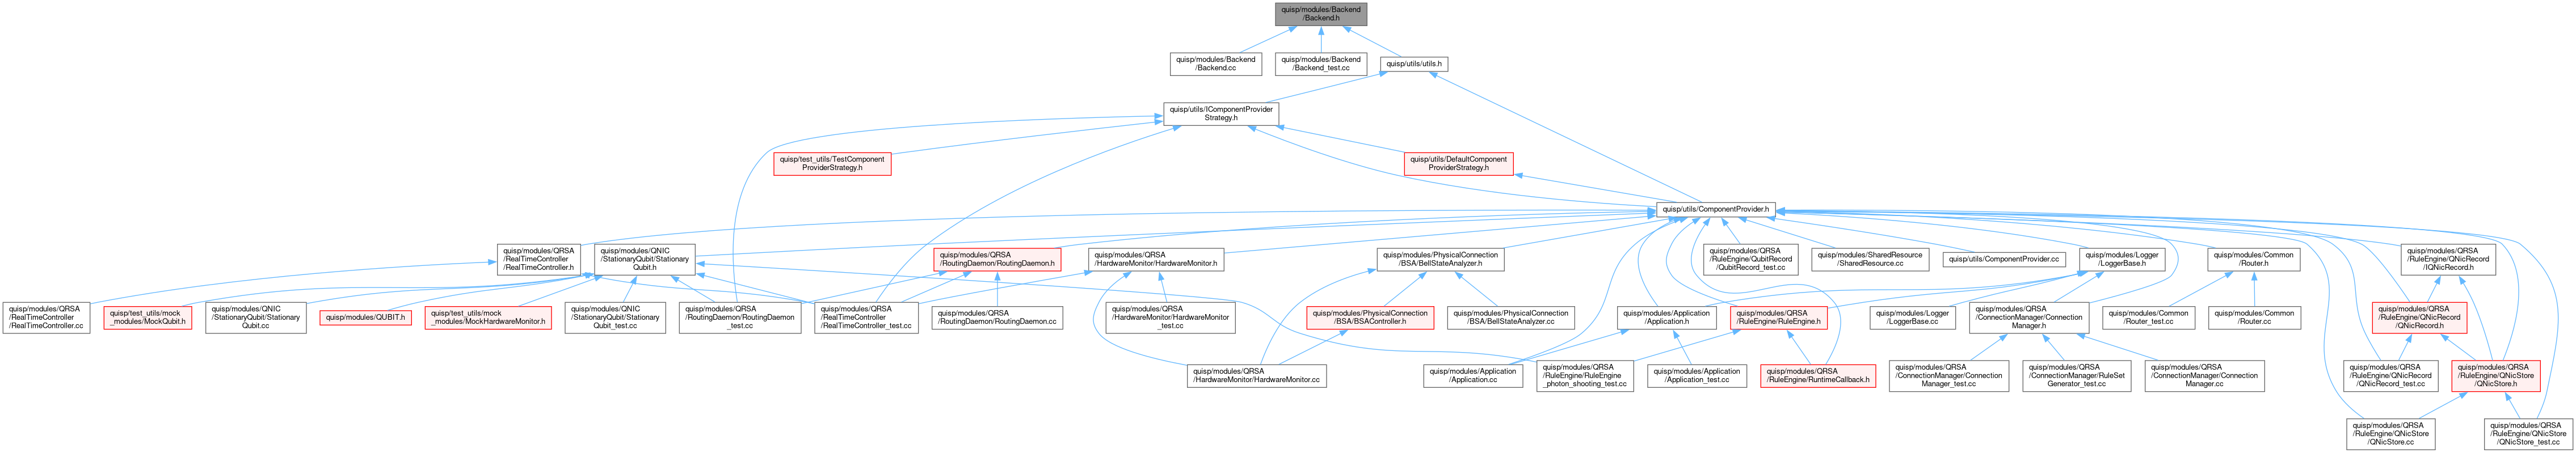 quisp/modules/Backend
/Backend.h
quisp/modules/Backend
/Backend.cc
quisp/modules/Backend
/Backend_test.cc
quisp/utils/utils.h
quisp/utils/IComponentProvider
Strategy.h
quisp/test_utils/TestComponent
ProviderStrategy.h
quisp/utils/DefaultComponent
ProviderStrategy.h
quisp/utils/ComponentProvider.h
quisp/modules/QRSA
/RealTimeController
/RealTimeController.h
quisp/modules/QNIC
/StationaryQubit/Stationary
Qubit.h
quisp/modules/QRSA
/RoutingDaemon/RoutingDaemon.h
quisp/modules/QRSA
/HardwareMonitor/HardwareMonitor.h
quisp/modules/PhysicalConnection
/BSA/BellStateAnalyzer.h
quisp/modules/QRSA
/RuleEngine/QubitRecord
/QubitRecord_test.cc
quisp/modules/SharedResource
/SharedResource.cc
quisp/utils/ComponentProvider.cc
quisp/modules/Logger
/LoggerBase.h
quisp/modules/Common
/Router.h
quisp/modules/QRSA
/RuleEngine/QNicRecord
/IQNicRecord.h
quisp/modules/QRSA
/RealTimeController
/RealTimeController.cc
quisp/test_utils/mock
_modules/MockQubit.h
quisp/modules/QNIC
/StationaryQubit/Stationary
Qubit.cc
quisp/modules/QUBIT.h
quisp/test_utils/mock
_modules/MockHardwareMonitor.h
quisp/modules/QNIC
/StationaryQubit/Stationary
Qubit_test.cc
quisp/modules/QRSA
/RoutingDaemon/RoutingDaemon
_test.cc
quisp/modules/QRSA
/RealTimeController
/RealTimeController_test.cc
quisp/modules/QRSA
/RoutingDaemon/RoutingDaemon.cc
quisp/modules/QRSA
/HardwareMonitor/HardwareMonitor
_test.cc
quisp/modules/PhysicalConnection
/BSA/BSAController.h
quisp/modules/PhysicalConnection
/BSA/BellStateAnalyzer.cc
quisp/modules/Application
/Application.h
quisp/modules/QRSA
/RuleEngine/RuleEngine.h
quisp/modules/Logger
/LoggerBase.cc
quisp/modules/QRSA
/ConnectionManager/Connection
Manager.h
quisp/modules/Common
/Router_test.cc
quisp/modules/Common
/Router.cc
quisp/modules/QRSA
/RuleEngine/QNicRecord
/QNicRecord.h
quisp/modules/QRSA
/HardwareMonitor/HardwareMonitor.cc
quisp/modules/Application
/Application.cc
quisp/modules/QRSA
/RuleEngine/RuleEngine
_photon_shooting_test.cc
quisp/modules/Application
/Application_test.cc
quisp/modules/QRSA
/RuleEngine/RuntimeCallback.h
quisp/modules/QRSA
/ConnectionManager/Connection
Manager_test.cc
quisp/modules/QRSA
/ConnectionManager/RuleSet
Generator_test.cc
quisp/modules/QRSA
/ConnectionManager/Connection
Manager.cc
quisp/modules/QRSA
/RuleEngine/QNicRecord
/QNicRecord_test.cc
quisp/modules/QRSA
/RuleEngine/QNicStore
/QNicStore.h
quisp/modules/QRSA
/RuleEngine/QNicStore
/QNicStore.cc
quisp/modules/QRSA
/RuleEngine/QNicStore
/QNicStore_test.cc